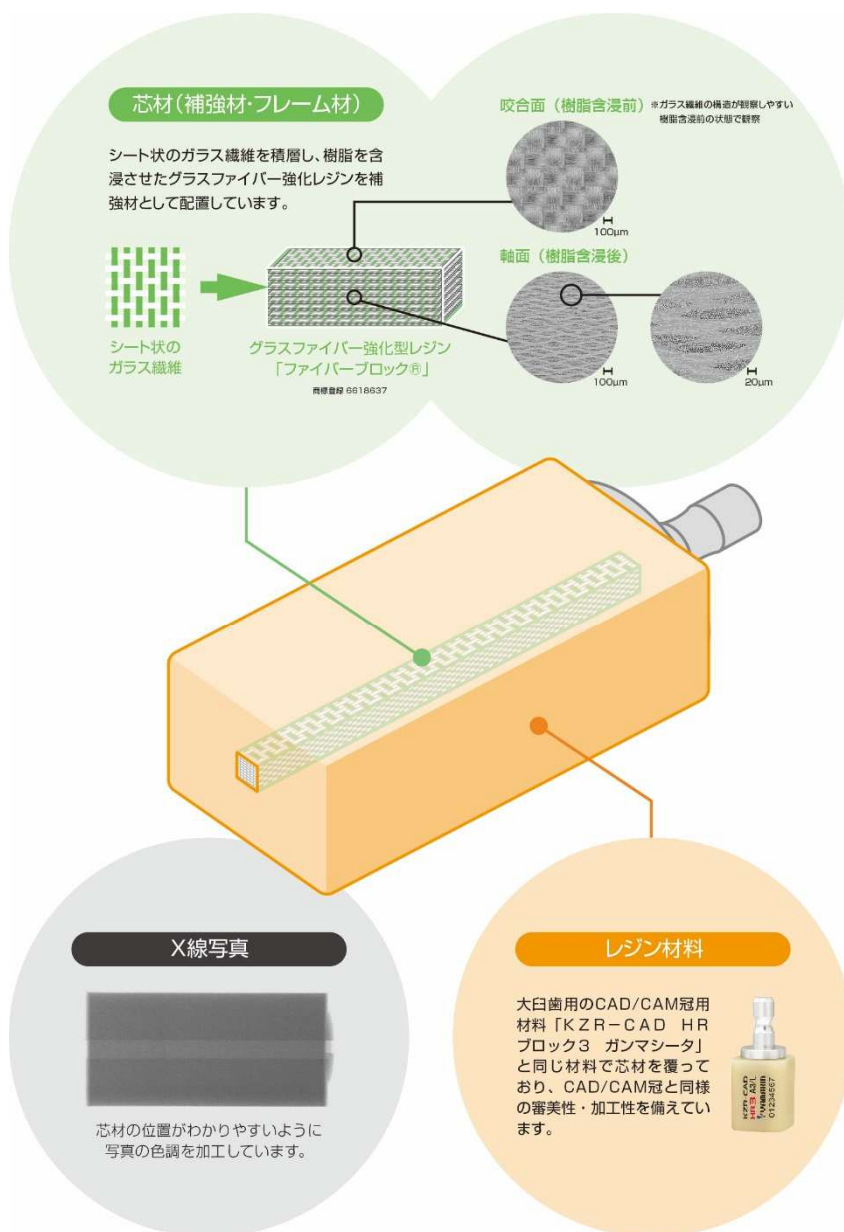 芯材(補強材・フレーム材)
シート状のガラス繊維を積層し、樹脂を含
浸させたグラスファイバー強化レジンを補
強材として配置しています。
シート状の
ガラス繊維
グラスファイバー強化型レジン
「ファイバーブロック®」
商標登録 6618637
咬合面(樹脂含浸前)
※ガラス繊維の構造が観察しやすい
樹脂含浸前の状態で観察
100μm
軸面(樹脂含浸後)
100μm
20μm
X線写真
芯材の位置がわかりやすいように
写真の色調を加工しています。
レジン材料
大臼歯用のCAD/CAM冠用
材料「KZR-CAD HR
ブロック3 ガンマシータ」
と同じ材料で芯材を覆って
おり、CAD/CAM冠と同様
の審美性・加工性を備えてい
ます。
KZR-CAD
HR3 A3/L
YAMAKIN
01234567